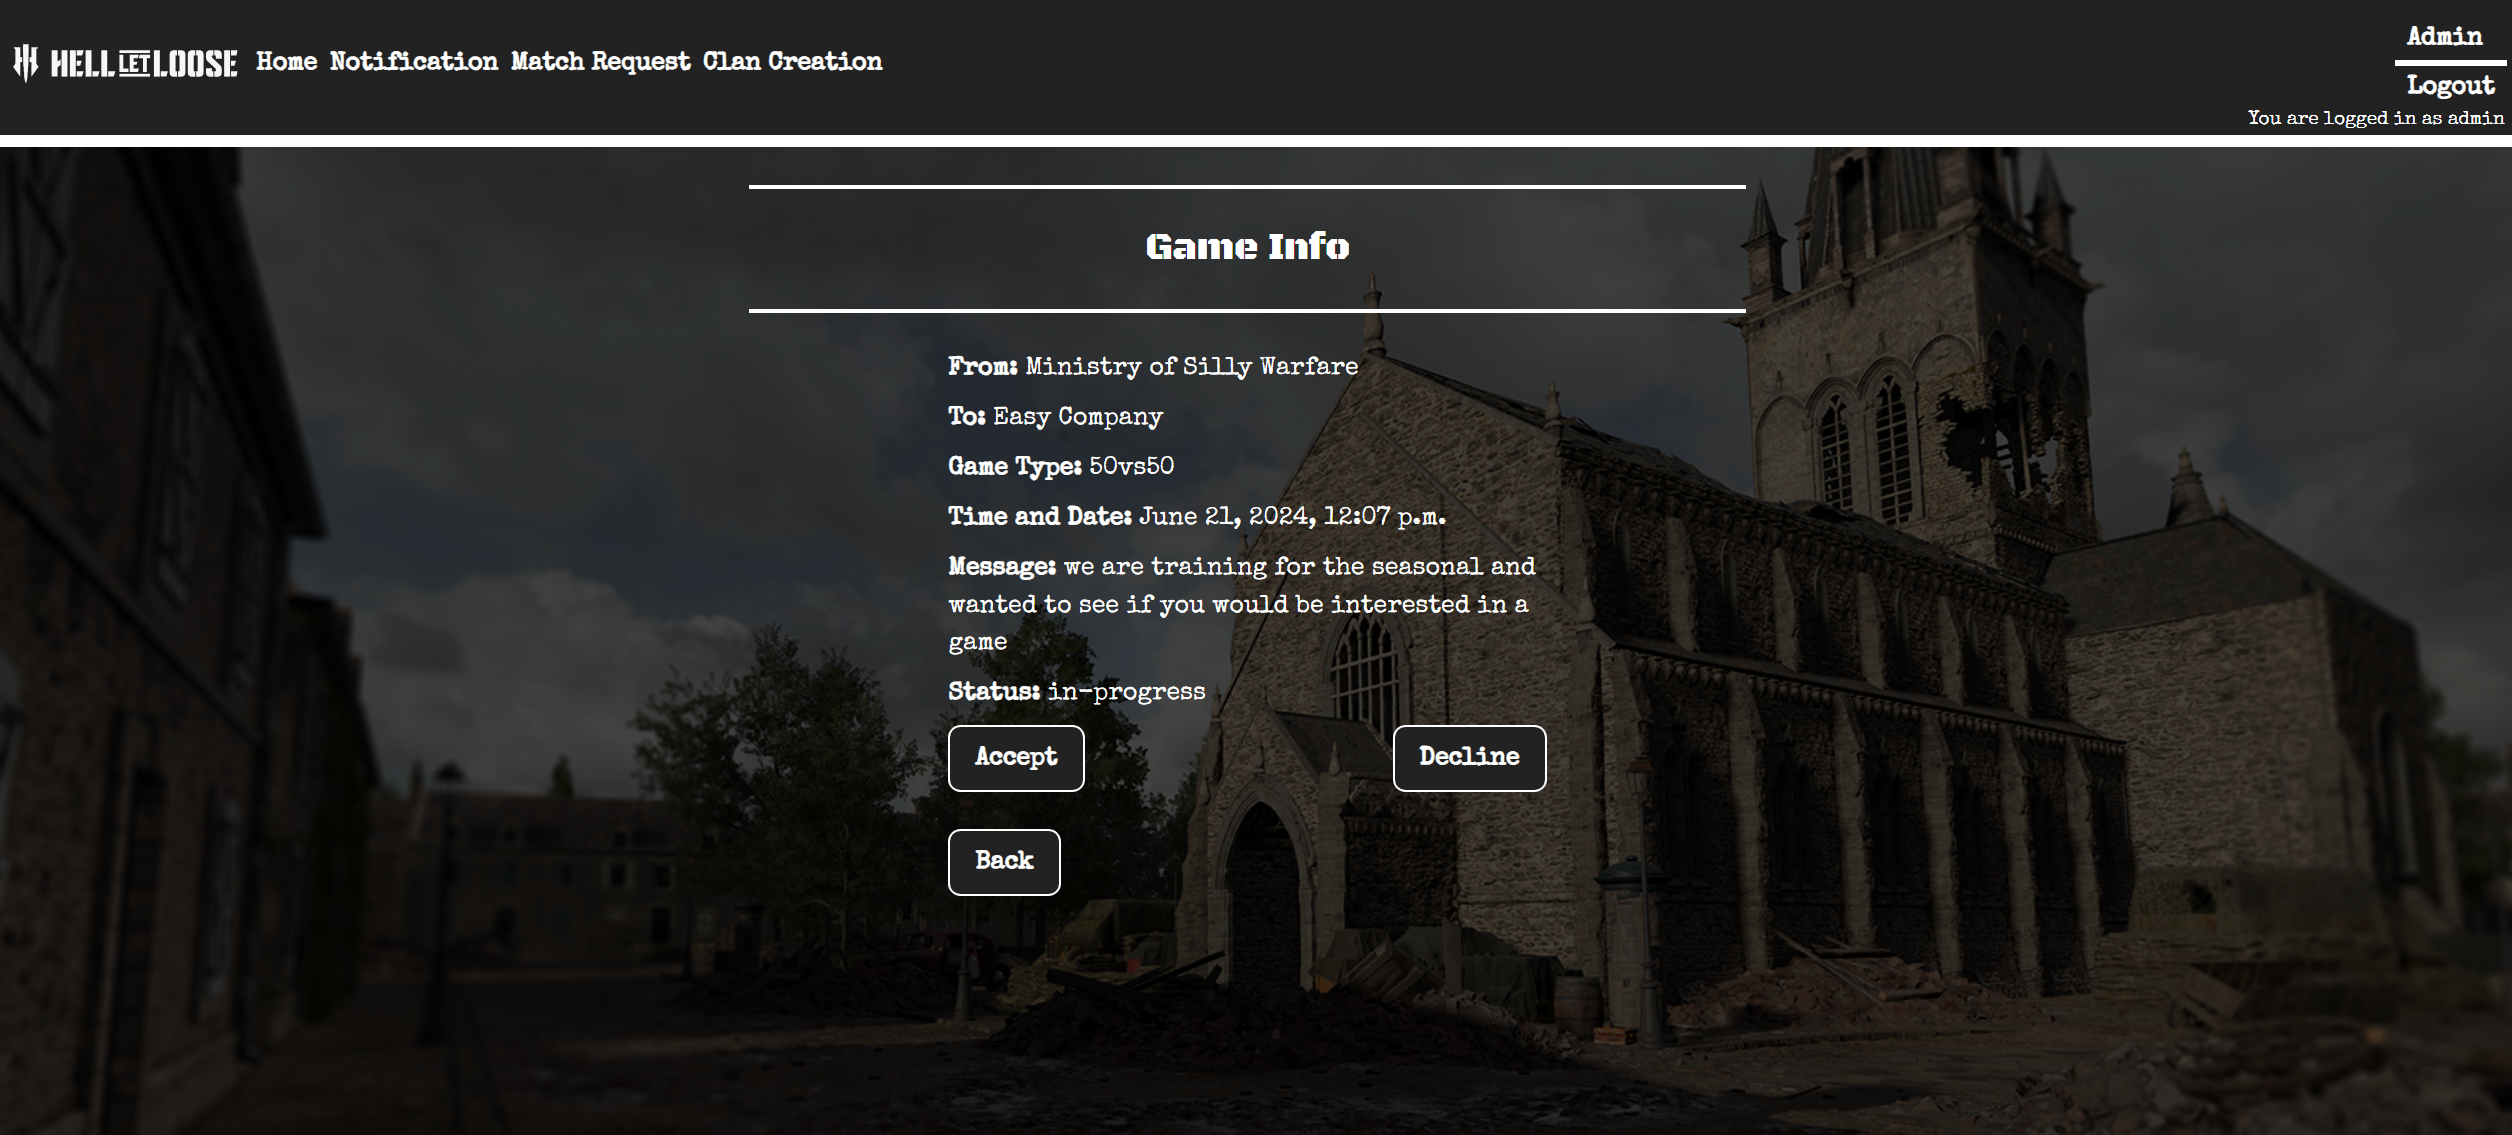 HELL LET LOOSE Home Notification Match Request Clan Creation
Admin
Logout
You are logged in as admin
Game Info
From: Ministry of Silly Warfare
To: Easy Company
Game Type: 50vs50
Time and Date: June 21, 2024, 12:07 p.m.
Message: we are training for the seasonal and
wanted to see if you would be interested in a
game
Status: in-progress
Accept
Decline
Back